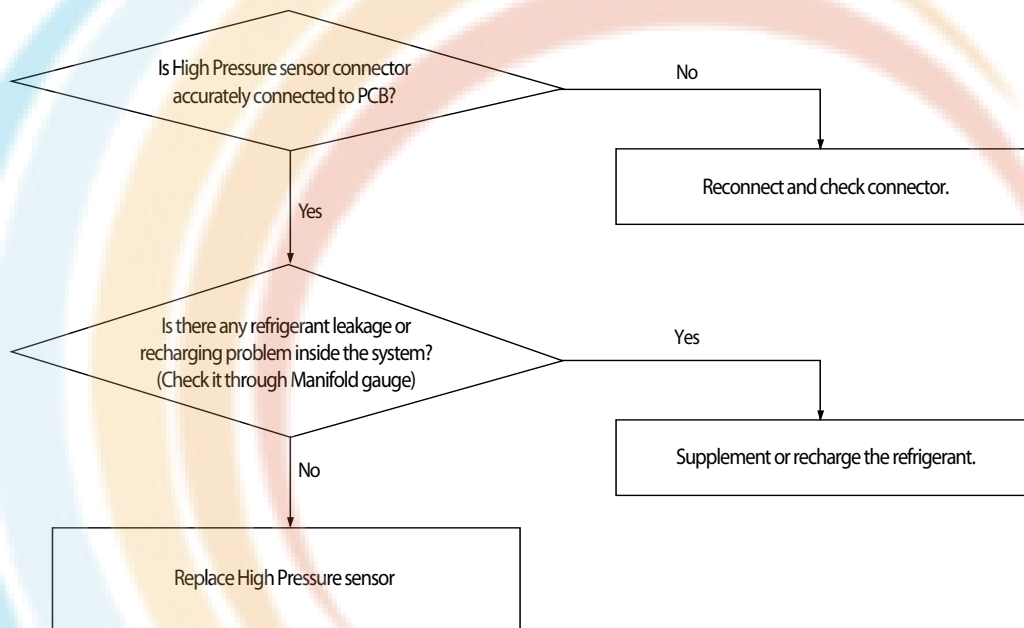 Is High Pressure sensor connector
accurately connected to PCB?
No
Reconnect and check connector.
Yes
Is there any refrigerant leakage or
recharging problem inside the system?
(Check it through Manifold gauge)
Yes
Supplement or recharge the refrigerant.
No
Replace High Pressure sensor